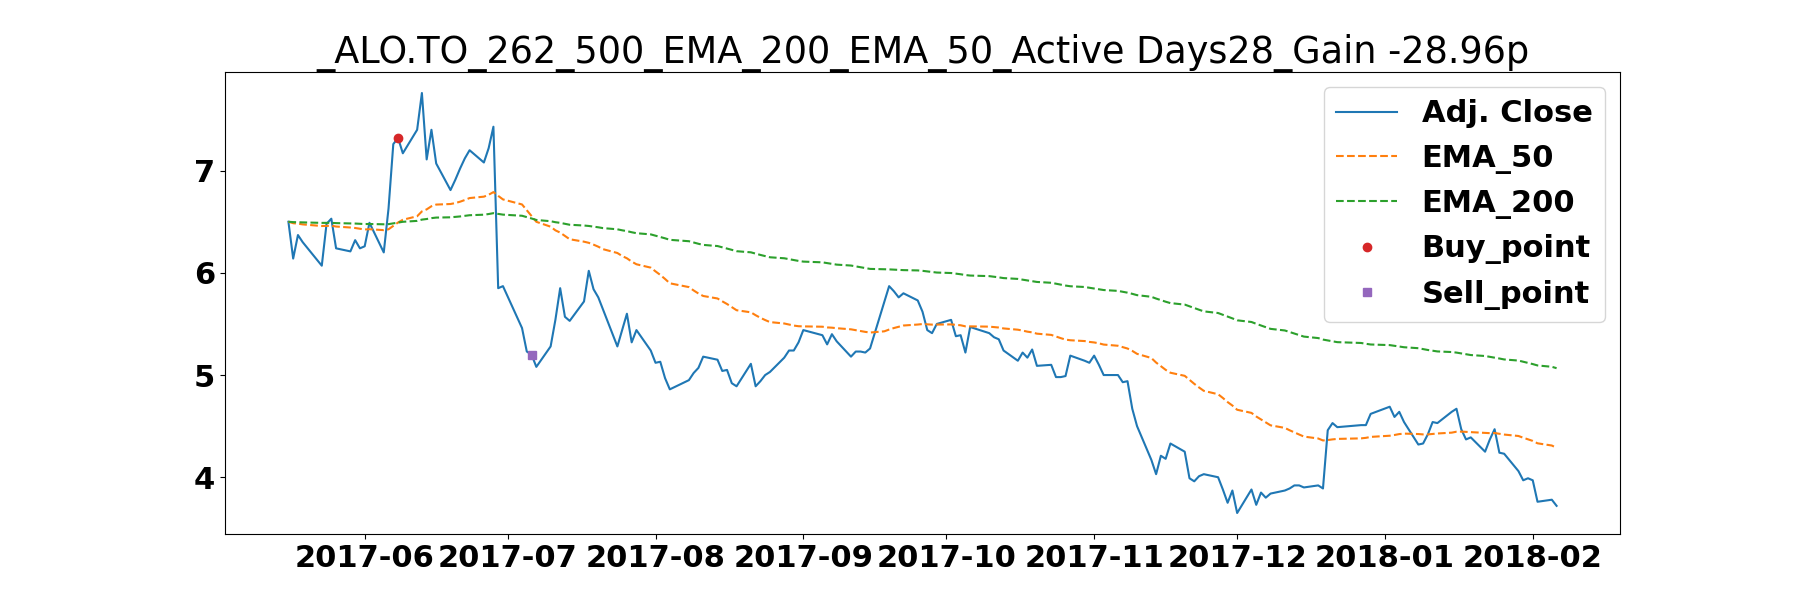 _ALO.TO_262_500_EMA_200_EMA_50_Active Days28_Gain -28.96p
Adj. Close
EMA_50
EMA_200
Buy_point
Sell_point
7
6
5
4
2017-06 2017-07 2017-08 2017-09 2017-10 2017-11 2017-12 2018-01 2018-02